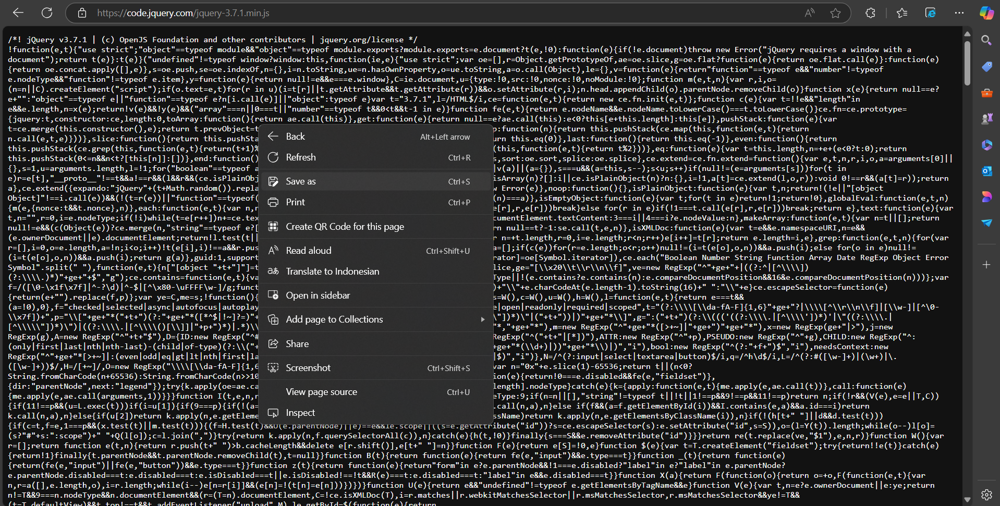 https://code.jquery.com/jquery-3.7.1.min.js
/*! jQuery v3.7.1 | (c) OpenJS Foundation and other contributors | jquery.org/license */
!function(e,t){"use strict";"object"==typeof module&&"object"==typeof module.exports?module.exports=e.document?t(e,!0):function(e){if(!e.document)throw new Error("jQuery requires a window with a
document");return t(e)}:t(e)}("undefined"!=typeof window?window:this,function(ie,e){"use strict";var oe=[],r=Object.getPrototypeOf,ae=oe.slice,g=oe.flat?function(e){return oe.flat.call(e)}:function(e)
{return oe.concat.apply([],e)},s=oe.push,se=oe.indexOf,n={},i=n.toString,ue=n.hasOwnProperty,o=ue.toString,a=o.call(Object),le={},v=function(e){return"function"==typeof e&&"number"!=typeof
e.nodeType&&"function"!=typeof e.item},y=function(e){return null!=e&&e===e.window},C=ie.document,u={type:!0,src:!0,nonce:!0,noModule:!0};function m(e,t,n){var r,i,o=
(n=n||C).createElement("script");if(o.text=e,t)for(r in u)(i=t[r]||t.getAttribute&&t.getAttribute(r))&&o.setAttribute(r,i);n.head.appendChild(o).parentNode.removeChild(o)}function x(e){return null==e?
e+"":"object"==typeof e||"function"==typeof e?n[i.call(e)]||"object":typeof e}var t="3.7.1",l=/HTML$/i,ce=function(e,t){return new ce.fn.init(e,t)};function c(e){var t=!!e&&"length"in
e&&e.length,n=x(e);return!v(e)&&!y(e)&&("array"===n||0===t||"number"==typeof t&&0<t&&t-1 in e)}function fe(e,t){return e.nodeName&&e.nodeName.toLowerCase()===t.toLowerCase()}ce.fn=ce.prototype=
{jquery:t,constructor:ce,length:0,toArray:function(){return ae.call(this)},get:function(e){return null==e?ae.call(this):e<0?this[e+this.length]:this[e]},pushStack:function(e){var
t=ce.merge(this.constructor(),e);return t.prevObject=t p:function(n){return this.pushStack(ce.map(this,function(e,t){return
n.call(e,t,e)}))},slice:function(){return this.pushSta rn this.eq(0)},last:function(){return this.eq(-1)},even:function(){return
this.pushStack(ce.grep(this,function(e,t){return(t+1)% (this,function(e,t){return t%2}))},eq:function(e){var t=this.length,n=+e+(e<0?t:0);return
this.pushStack(0<=n&&n<t?[this[n]]:[])},end:function() s,sort:oe.sort,splice:oe.splice},ce.extend=ce.fn.extend=function(){var e,t,n,r,i,o,a=arguments[0]||
{},s=1,u=arguments.length,l=!1;for("boolean"==typeof a |v(a)||(a={}),s===u&&(a=this,s--);s<u;s++)if(null!=(e=arguments[s]))for(t in
e)r=e[t],"__proto__"!==t&&a!==r&&(l&&r&&(ce.isPlainObj isArray(n)?[]:i||ce.isPlainObject(n)?n:{},i=!1,a[t]=ce.extend(l,o,r)):void 0!==r&&(a[t]=r));return
a},ce.extend({expando:"jQuery"+(t+Math.random()).repla w Error(e)},noop:function(){},isPlainObject:function(e){var t,n;return!(!e||"[object
Object]"!==i.call(e))&&(!(t=r(e))||"function"==typeof( (n)===a)},isEmptyObject:function(e){var t;for(t in e)return!1;return!0},globalEval:function(e,t,n)
{m(e,{nonce:t&&t.nonce},n)},each:function(e,t){var n,r e[r],r,e[r]))break}else for(r in e)if(!1===t.call(e[r],r,e[r]))break;return e},text:function(e){var
t,n="",r=0,i=e.nodeType;if(!i)while(t=e[r++])n+=ce.tex cumentElement.textContent:3===i||4===i?e.nodeValue:n},makeArray:function(e,t){var n=t||[];return
null!=e&&(c(Object(e))?ce.merge(n,"string"==typeof e?[ rn null==t?-1:se.call(t,e,n)},isXMLDoc:function(e){var t=e&&e.namespaceURI,n=e&&
(e.ownerDocument||e).documentElement;return!l.test(t|| r n=+t.length,r=0,i=e.length;r<n;r++)e[i++]=t[r];return e.length=i,e},grep:function(e,t,n){for(var
r=[],i=0,o=e.length,a=!n;i<o;i++)!t(e[i],i)!==a&&r.pus a=[];if(c(e))for(r=e.length;o<r;o++)null!=(i=t(e[o],o,n))&&a.push(i);else for(o in e)null!=
(i=t(e[o],o,n))&&a.push(i);return g(a)},guid:1,support rator]=oe[Symbol.iterator]),ce.each("Boolean Number String Function Array Date RegExp Object Error
Symbol".split(" "),function(e,t){n["[object "+t+"]"]=t lice,ge="[\\x20\\t\\r\\n\\f]",ve=new RegExp("^"+ge+"+|((?:^|[^\\\\])
(?:\\\\.)*)"+ge+"+$","g");ce.contains=function(e,t){va Type||!(e.contains?e.contains(n):e.compareDocumentPosition&&16&e.compareDocumentPosition(n)))};var
f=/([\0-\x1f\x7f]|^-?\d)|^-$|[^\x80-\uFFFF\w-]/g;funct )+"\\"+e.charCodeAt(e.length-1).toString(16)+" ":"\\"+e}ce.escapeSelector=function(e)
{return(e+"").replace(f,p)};var ye=C,me=s;!function(){ s=W(),c=W(),u=W(),h=W(),l=function(e,t){return e===t&&
(a=!0),0},f="checked|selected|async|autofocus|autoplay e|open|readonly|required|scoped",t="(?:\\\\[\\da-fA-F]{1,6}"+ge+"?|\\\\[^\\r\\n\\f]|[\\w-]|[^\0-
\\x7f])+",p="\\["+ge+"*("+t+")(?:"+ge+"*([*^$|!~]?=)"+ \"])*)\"|("+t+"))|)"+ge+"*\\]",g=":("+t+")(?:\\((('((?:\\\\.|[^\\\\'])*)'|\"((?:\\\\.|
[^\\\\\"])*)\")|((?:\\\\.|[^\\\\()[\\]]|"+p+")*)|.*)\\ "*,"+ge+"*"),m=new RegExp("^"+ge+"*([>+~]|"+ge+")"+ge+"*"),x=new RegExp(ge+"|>"),j=new
RegExp(g),A=new RegExp("^"+t+"$"),D={ID:new RegExp("^# RegExp("^("+t+"|[*])"),ATTR:new RegExp("^"+p),PSEUDO:new RegExp("^"+g),CHILD:new RegExp("^:
(only|first|last|nth|nth-last)-(child|of-type)(?:\\("+ +ge+"*(\\d+)|))"+ge+"*\\)|)","i"),bool:new RegExp("^(?:"+f+")$","i"),needsContext:new
RegExp("^"+ge+"*[>+~]|:(even|odd|eq|gt|lt|nth|first|la |$)","i")},N=/^(?:input|select|textarea|button)$/i,q=/^h\d$/i,L=/^(?:#([\w-]+)|(\w+)|\.
([\w-]+))$/,H=/[+~]/,O=new RegExp("\\\\[\\da-fA-F]{1,6 var n="0x"+e.slice(1)-65536;return t||(n<0?
String.fromCharCode(n+65536):String.fromCharCode(n>>10 on(e){return!0===e.disabled&&fe(e,"fieldset")},
{dir:"parentNode",next:"legend"});try{k.apply(oe=ae.ca length].nodeType}catch(e){k={apply:function(e,t){me.apply(e,ae.call(t))},call:function(e)
{me.apply(e,ae.call(arguments,1))}}}function I(t,e,n,r eType:9;if(n=n||[],"string"!=typeof t||!t||1!==p&&9!==p&&11!==p)return n;if(!r&&(V(e),e=e||T,C))
{if(11!==p&&(u=L.exec(t)))if(i=u[1]){if(9===p){if(!(a= .call(n,a),n}else if(f&&(a=f.getElementById(i))&&I.contains(e,a)&&a.id===i)return
k.call(n,a),n}else{if(u[2])return k.apply(n,e.getEleme ssName)return k.apply(n,e.getElementsByClassName(i)),n}if(!(h[t+" "]||d&&d.test(t)))
{if(c=t,f=e,1===p&&(x.test(t)||m.test(t))){(f=H.test(t)&&U(e.parentNode)||e)==e&&le.scope||((s=e.getAttribute("id"))?s=ce.escapeSelector(s):e.setAttribute("id",s=S)),o=(l=Y(t)).length;while(o--)l[o]=
(s?"#"+s:":scope")+" "+Q(l[o]);c=l.join(",")}try{return k.apply(n,f.querySelectorAll(c)),n}catch(e){h(t,!0)}finally{s===S&&e.removeAttribute("id")}}}return re(t.replace(ve,"$1"),e,n,r)}function W(){var
r=[];return function e(t,n){return r.push(t+" ")>b.cacheLength&&delete e[r.shift()],e[t+" "]=n}}function F(e){return e[S]=!0,e}function $(e){var t=T.createElement("fieldset");try{return!!e(t)}catch(e)
{return!1}finally{t.parentNode&&t.parentNode.removeChild(t),t=null}}function B(t){return function(e){return fe(e,"input")&&e.type===t}}function _(t){return function(e)
{return(fe(e,"input")||fe(e,"button"))&&e.type===t}}function z(t){return function(e){return"form"in e?e.parentNode&&!1===e.disabled?"label"in e?"label"in e.parentNode?
e.parentNode.disabled===t:e.disabled===t:e.isDisabled===t||e.isDisabled!==!t&&R(e)===t:e.disabled===t:"label"in e&&e.disabled===t}}function X(a){return F(function(o){return o=+o,F(function(e,t){var
n,r=a([],e.length,o),i=r.length;while(i--)e[n=r[i]]&&(e[n]=!(t[n]=e[n]))})})}function U(e){return e&&"undefined"!=typeof e.getElementsByTagName&&e}function V(e){var t,n=e?e.ownerDocument||e:ye;return
n!=T&&9===n.nodeType&&n.documentElement&&(r=(T=n).documentElement,C=!ce.isXMLDoc(T),i=r.matches||r.webkitMatchesSelector||r.msMatchesSelector,r.msMatchesSelector&&ye!=T&&
(t=T.defaultView)&&t.top!==t&&t.addEventListener("unload",M),le.getById=$(function(e){return
Back Alt+Left arrow
Refresh Ctrl+R
Save as Ctrl+S
Print Ctrl+P
Create QR Code for this page
Read aloud Ctrl+Shift+U
Translate to Indonesian
Open in sidebar
Add page to Collections
Share
Screenshot Ctrl+Shift+S
View page source Ctrl+U
Inspect